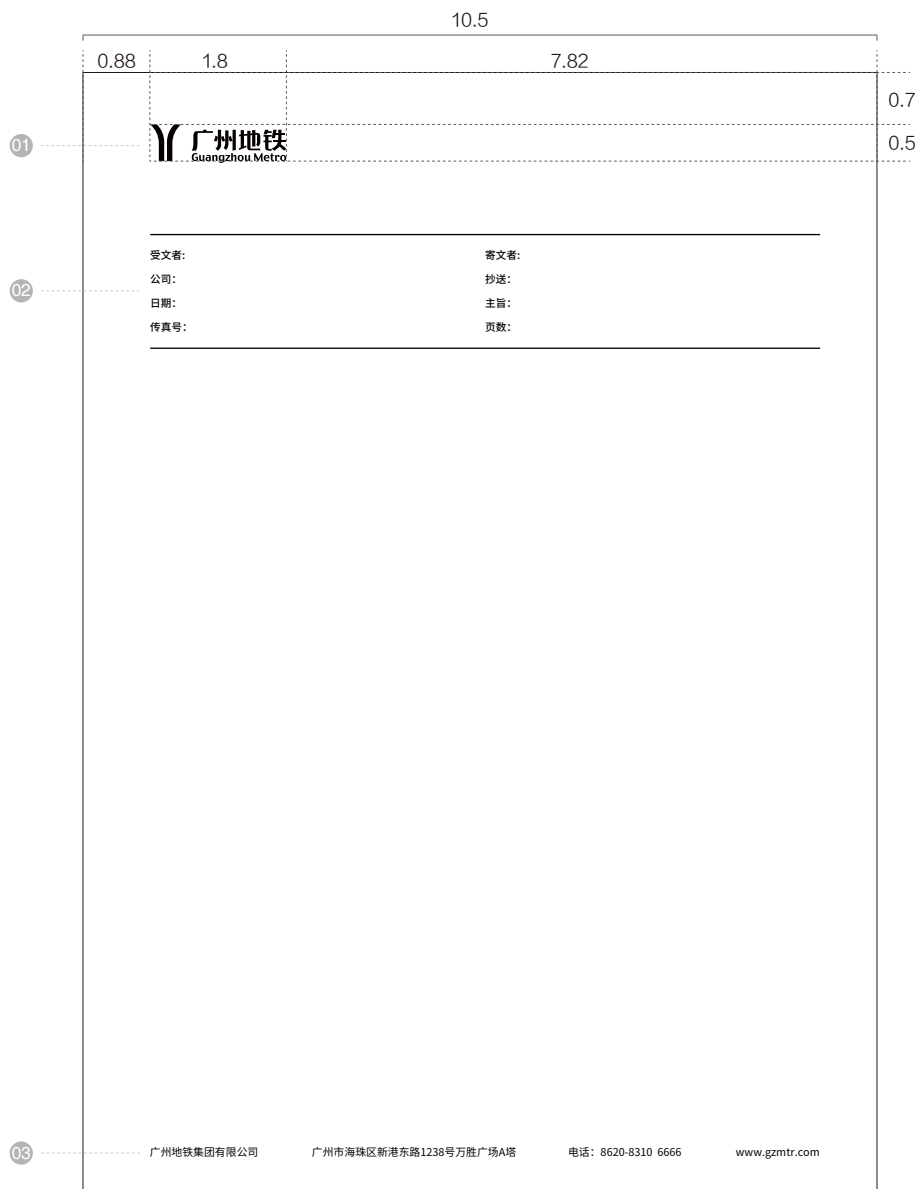 10.5
0.88 1.8 7.82
0.7
01 广州地铁 0.5
Guangzhou Metro
受文者: 寄文者:
公司: 抄送:
02
日期: 主旨:
传真号: 页数:
03 广州地铁集团有限公司 广州市海珠区新港东路1238号万胜广场A塔 电话: 8620-8310 6666 www.gzmtr.com